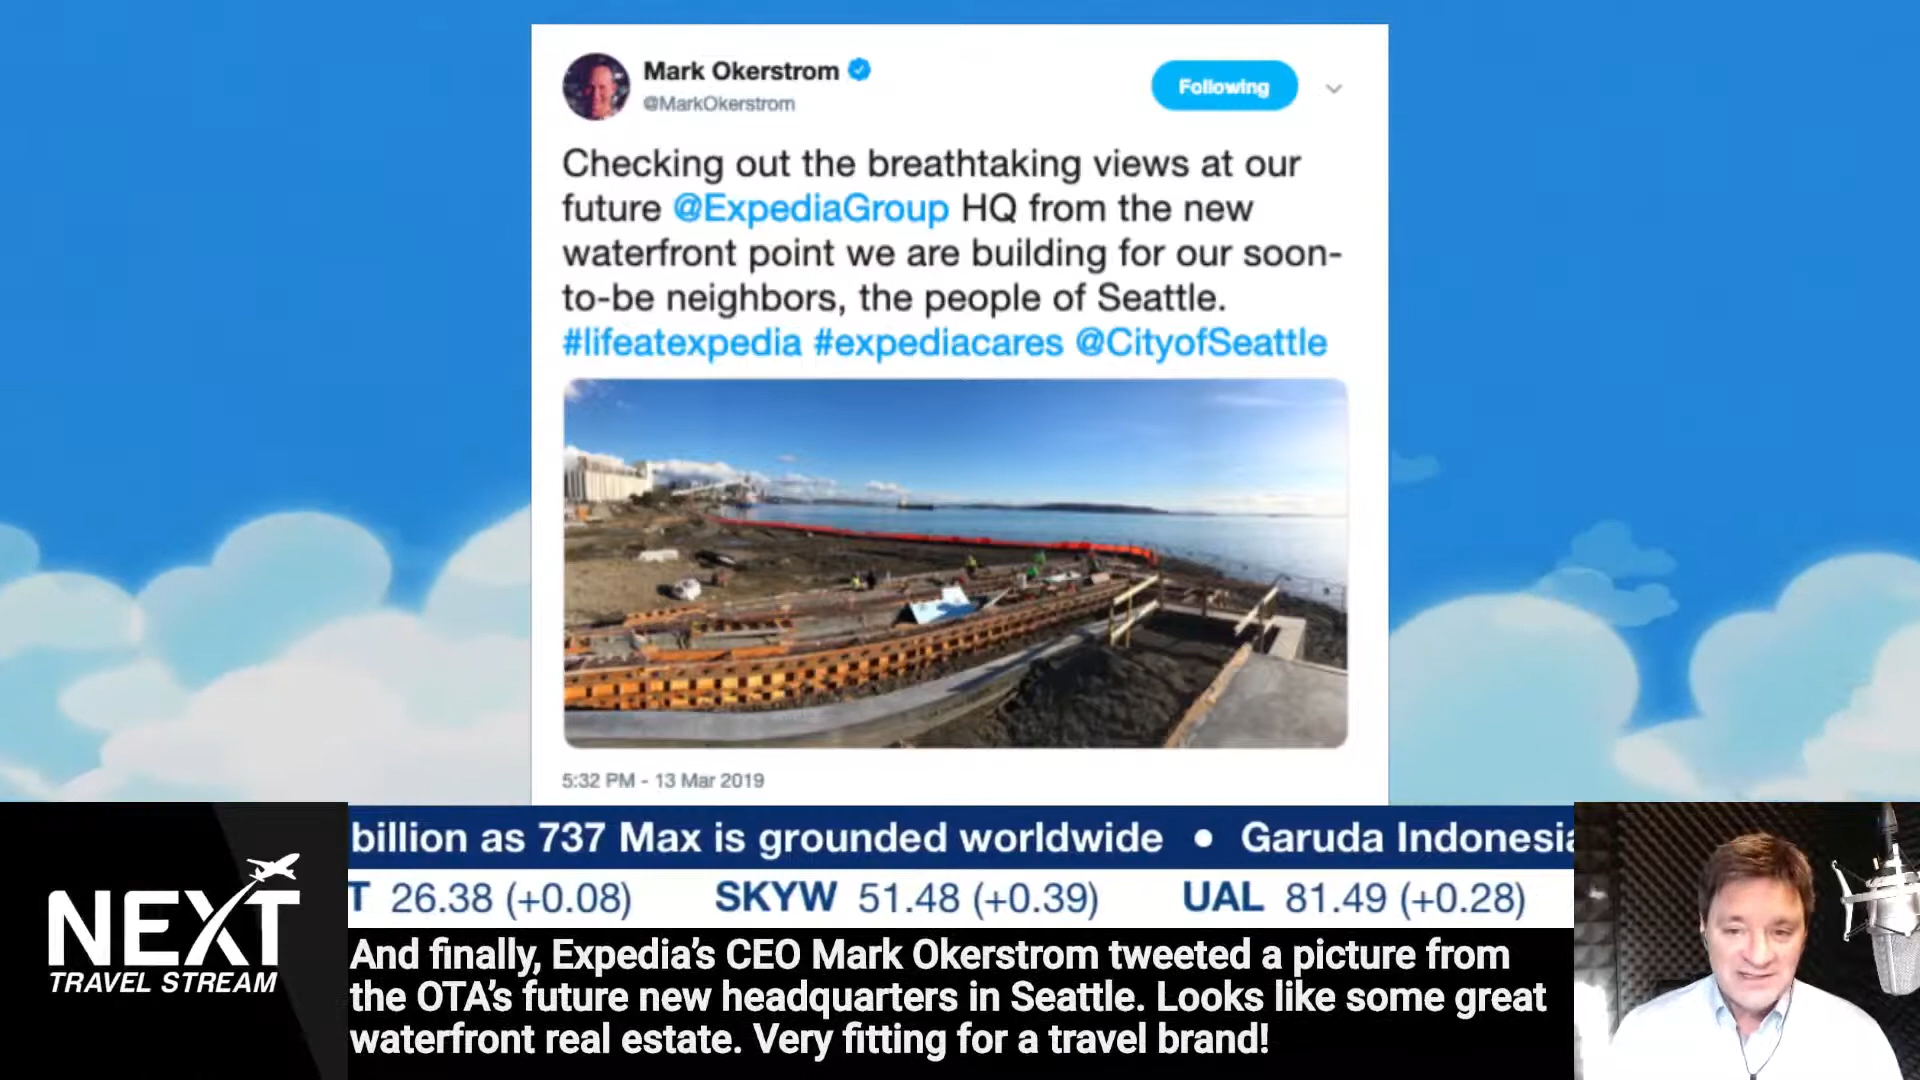 Mark Okerstrom
@MarkOkerstrom
Following
Checking out the breathtaking views at our
future @ExpediaGroup HQ from the new
waterfront point we are building for our soon-
to-be neighbors, the people of Seattle.
#lifeatexpedia #expediacares @CityofSeattle
5:32 PM - 13 Mar 2019
billion as 737 Max is grounded worldwide • Garuda Indonesia
T 26.38 (+0.08) SKYW 51.48 (+0.39) UAL 81.49 (+0.28)
NEXT
TRAVEL STREAM
And finally, Expedia’s CEO Mark Okerstrom tweeted a picture from
the OTA’s future new headquarters in Seattle. Looks like some great
waterfront real estate. Very fitting for a travel brand!